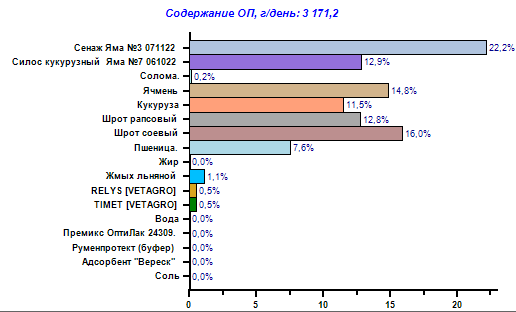 Содержание ОП, г/день: 3 171,2
Сенаж Яма №3 071122 22,2%
Силос кукурузный Яма №7 061022 12,9%
Солома. 0,2%
Ячмень 14,8%
Кукуруза 11,5%
Шрот рапсовый 12,8%
Шрот соевый 16,0%
Пшеница. 7,6%
Жир 0,0%
Жмых льняной 1,1%
RELYS [VETAGRO] 0,5%
TIMET [VETAGRO] 0,5%
Вода 0,0%
Премикс ОптиЛак 24309. 0,0%
Руменпротект (буфер) 0,0%
Адсорбент "Вереск" 0,0%
Соль 0,0%
0 5 10 15 20